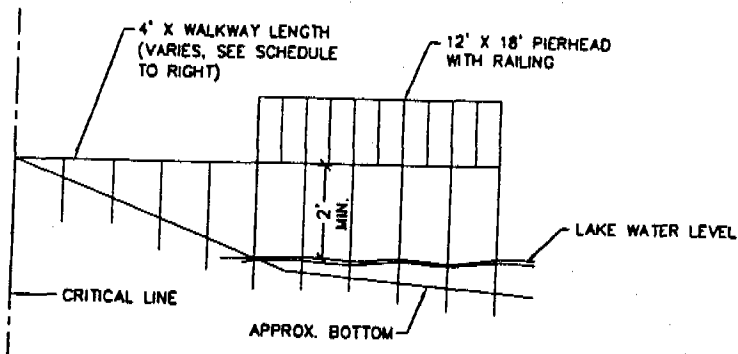 4' X WALKWAY LENGTH
(VARIES, SEE SCHEDULE
TO RIGHT)
12' X 18' PIERHEAD
WITH RAILING
2'
MIN.
LAKE WATER LEVEL
CRITICAL LINE
APPROX. BOTTOM